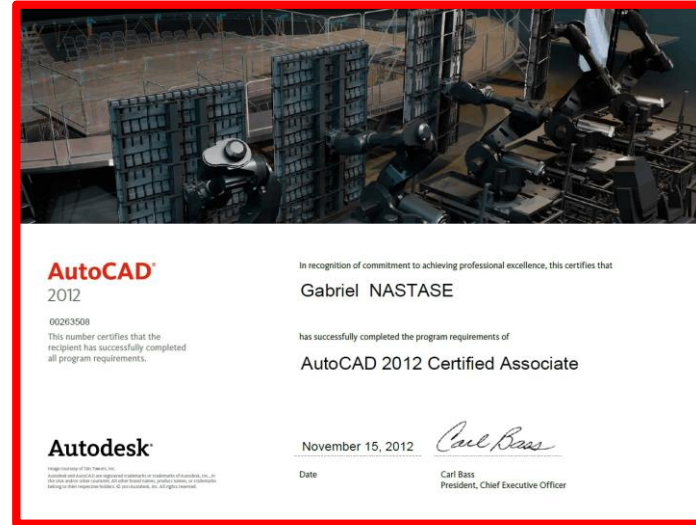 AutoCAD®
2012
00263508
This number certifies that the
recipient has successfully completed
all program requirements.
Autodesk®
In recognition of commitment to achieving professional excellence, this certifies that
Gabriel NASTASE
has successfully completed the program requirements of
AutoCAD 2012 Certified Associate
November 15, 2012
Carl Bass
Date
Carl Bass
President, Chief Executive Officer